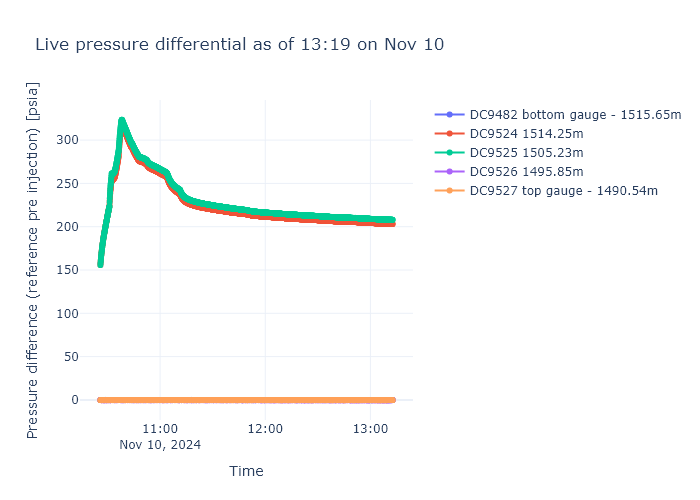 Live pressure differential as of 13:19 on Nov 10
Pressure difference (reference pre injection) [psia]
300
250
200
150
100
50
0
11:00
Nov 10, 2024
12:00
13:00
Time
DC9482 bottom gauge - 1515.65m
DC9524 1514.25m
DC9525 1505.23m
DC9526 1495.85m
DC9527 top gauge - 1490.54m